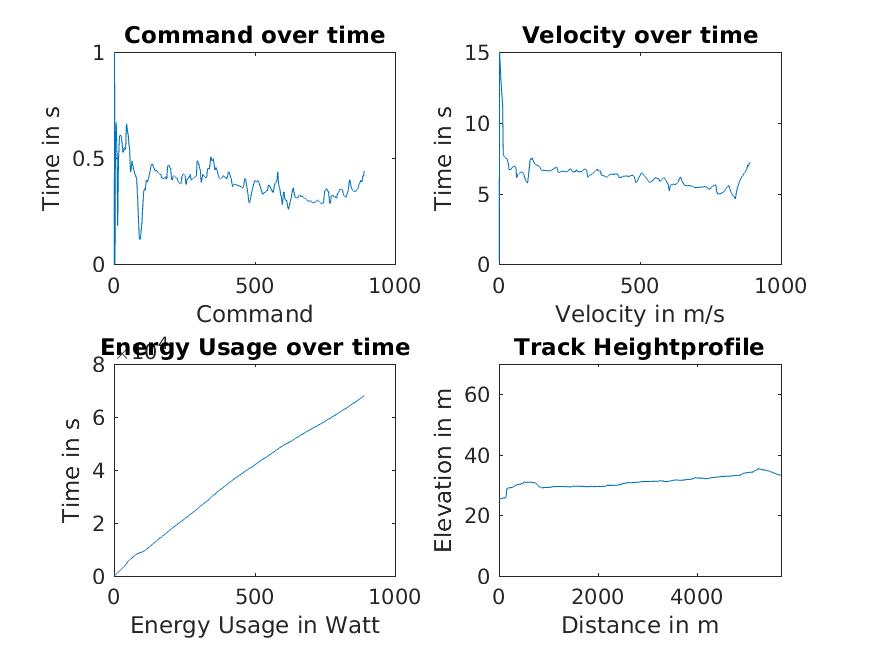 Command over time
1
0.5
0
0
500
1000
Time in s
Command
Velocity over time
15
10
5
0
0
500
1000
Time in s
Velocity in m/s
Energy Usage over time
×10⁴
8
6
4
2
0
0
500
1000
Time in s
Energy Usage in Watt
Track Heightprofile
60
40
20
0
0
2000
4000
Elevation in m
Distance in m